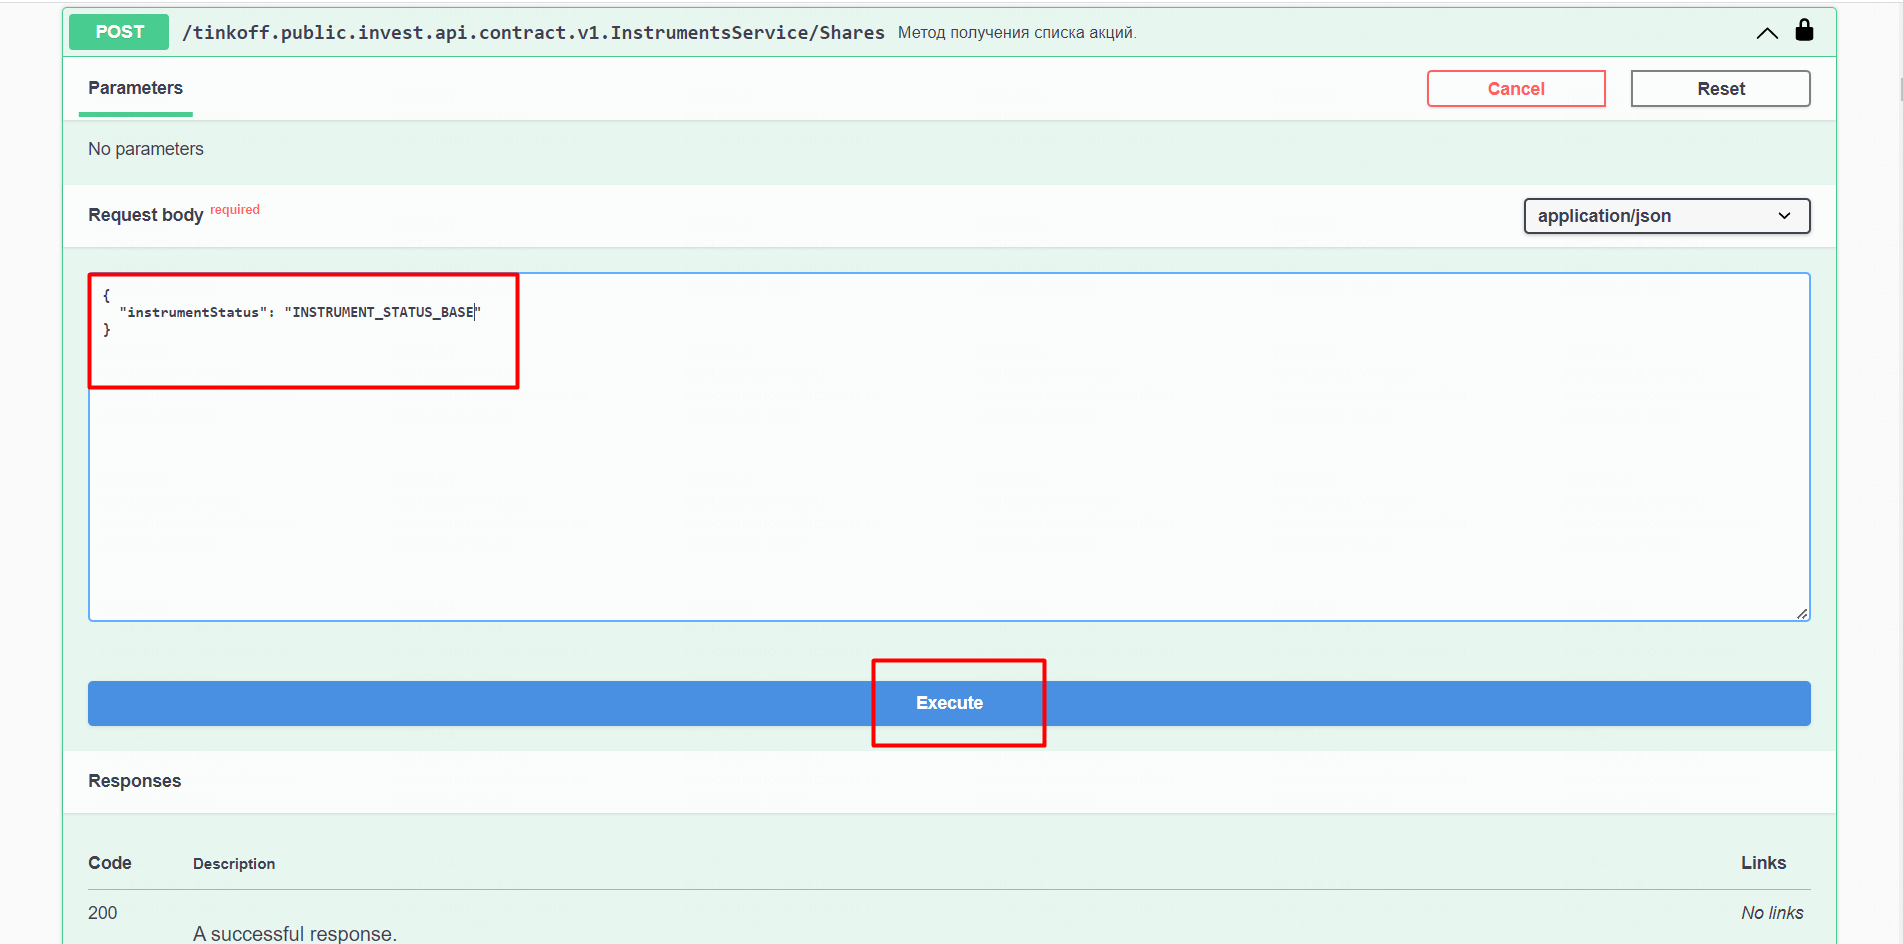 POST /tinkoff.public.invest.api.contract.v1.InstrumentsService/Shares Метод получения списка акций.
Parameters
Cancel
Reset
No parameters
Request body required
application/json
{
"instrumentStatus": "INSTRUMENT_STATUS_BASE"
}
Execute
Responses
Code Description Links
200 No links
A successful response.